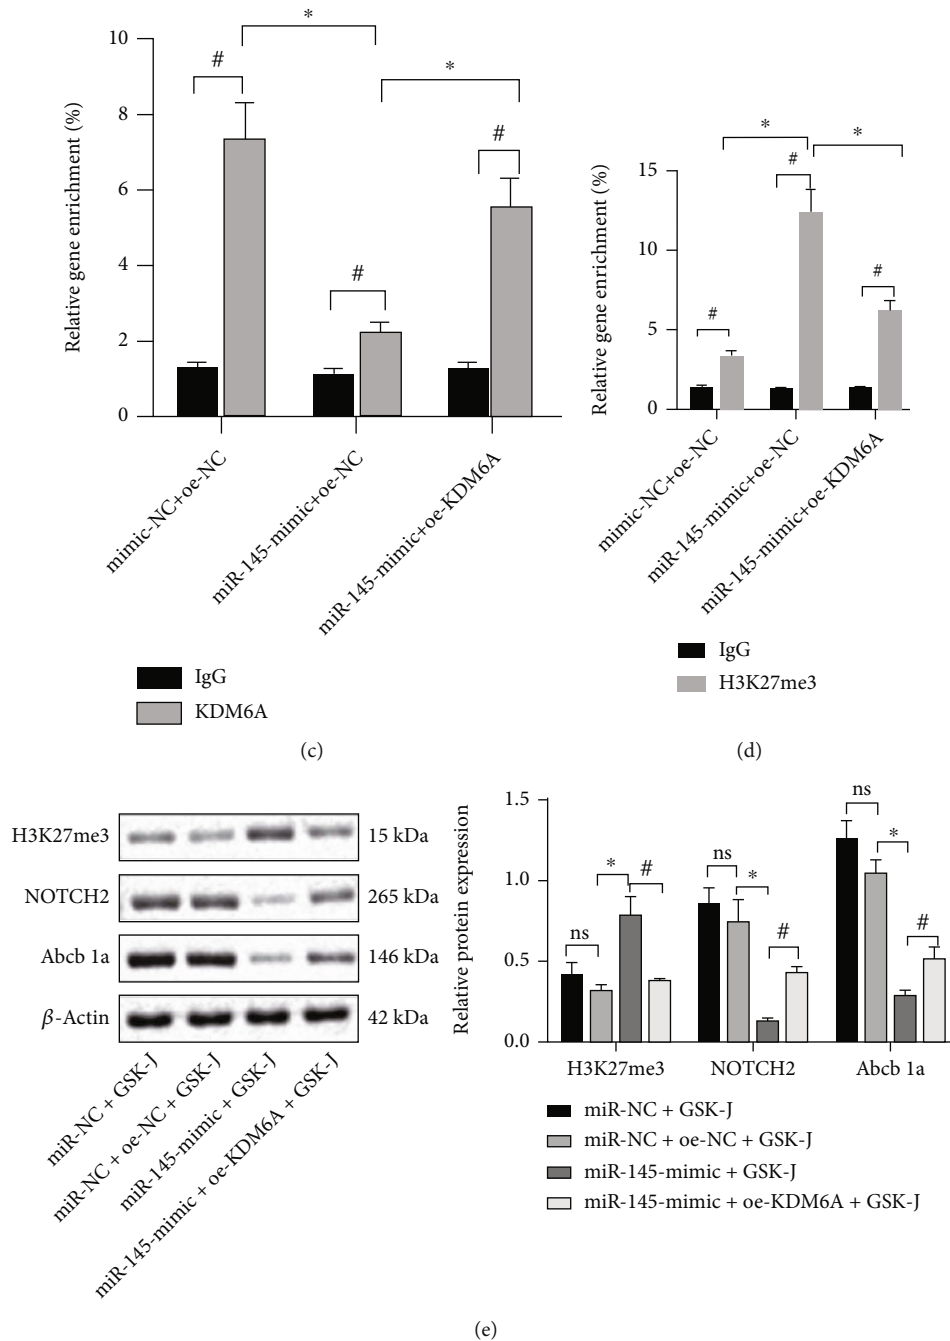 *
*
#
#
#
10
8
6
4
2
0
Relative gene enrichment (%)
mimic-NC+oe-NC
miR-145-mimic+oe-NC
miR-145-mimic+oe-KDM6A
IgG
KDM6A
(c)
*
*
#
#
#
15
10
5
0
Relative gene enrichment (%)
mimic-NC+oe-NC
miR-145-mimic+oe-NC
miR-145-mimic+oe-KDM6A
IgG
H3K27me3
(d)
H3K27me3 15 kDa
NOTCH2 265 kDa
Abcb 1a 146 kDa
β-Actin 42 kDa
miR-NC + GSK-J
miR-NC + oe-NC + GSK-J
miR-145-mimic + GSK-J
miR-145-mimic + oe-KDM6A + GSK-J
1.5
1.0
0.5
0.0
Relative protein expression
ns * #
ns * #
ns * #
H3K27me3 NOTCH2 Abcb 1a
miR-NC + GSK-J
miR-NC + oe-NC + GSK-J
miR-145-mimic + GSK-J
miR-145-mimic + oe-KDM6A + GSK-J
(e)